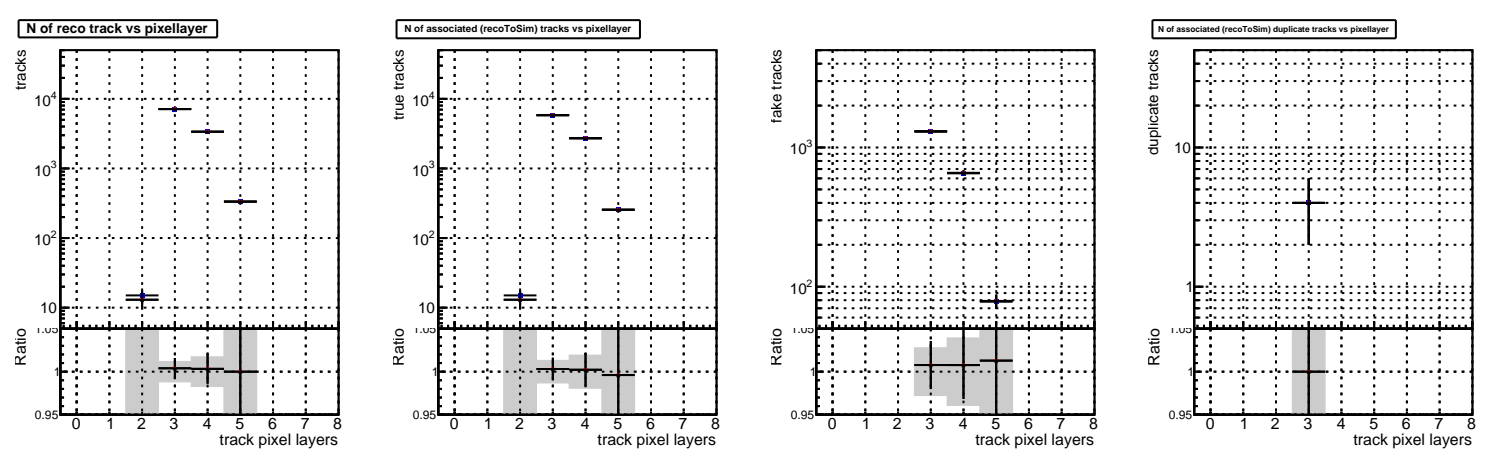 N of reco track vs pixellayer
tracks
10^4
10^3
10^2
10
Ratio
1.05
1
0.95
0 1 2 3 4 5 6 7 8
track pixel layers
N of associated (recoToSim) tracks vs pixellayer
true tracks
10^4
10^3
10^2
10
Ratio
1.05
1
0.95
0 1 2 3 4 5 6 7 8
track pixel layers
fake tracks
10^3
10^2
Ratio
1.05
1
0.95
0 1 2 3 4 5 6 7 8
track pixel layers
N of associated (recoToSim) duplicate tracks vs pixellayer
duplicate tracks
10
1
Ratio
1.05
1
0.95
0 1 2 3 4 5 6 7 8
track pixel layers